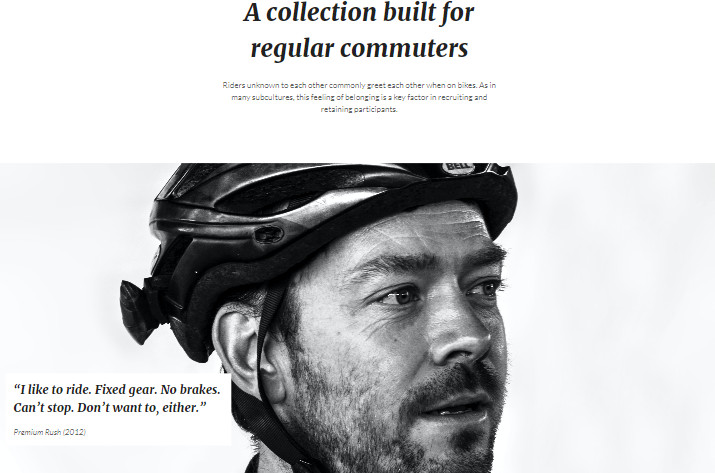 A collection built for
regular commuters
Riders unknown to each other commonly greet each other when on bikes. As in
many subcultures, this feeling of belonging is a key factor in recruiting and
retaining participants.
BELL
“I like to ride. Fixed gear. No brakes.
Can’t stop. Don’t want to, either.”
Premium Rush (2012)